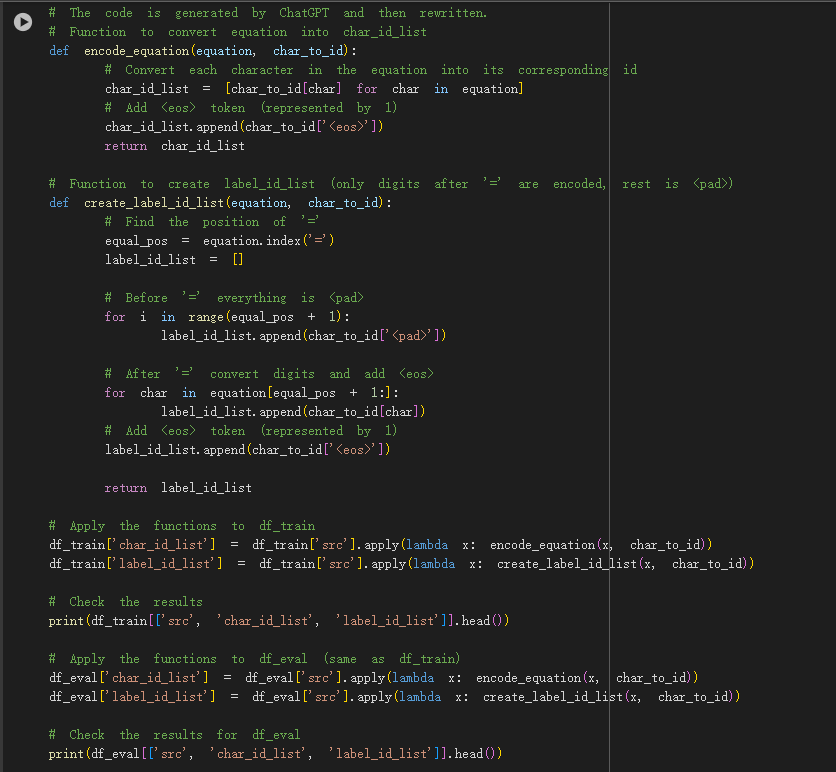 # The code is generated by ChatGPT and then rewritten.
# Function to convert equation into char_id_list
def encode_equation(equation, char_to_id):
# Convert each character in the equation into its corresponding id
char_id_list = [char_to_id[char] for char in equation]
# Add <eos> token (represented by 1)
char_id_list.append(char_to_id['<eos>'])
return char_id_list
# Function to create label_id_list (only digits after '=' are encoded, rest is <pad>)
def create_label_id_list(equation, char_to_id):
# Find the position of '='
equal_pos = equation.index('=')
label_id_list = []
# Before '=' everything is <pad>
for i in range(equal_pos + 1):
label_id_list.append(char_to_id['<pad>'])
# After '=' convert digits and add <eos>
for char in equation[equal_pos + 1:]:
label_id_list.append(char_to_id[char])
# Add <eos> token (represented by 1)
label_id_list.append(char_to_id['<eos>'])
return label_id_list
# Apply the functions to df_train
df_train['char_id_list'] = df_train['src'].apply(lambda x: encode_equation(x, char_to_id))
df_train['label_id_list'] = df_train['src'].apply(lambda x: create_label_id_list(x, char_to_id))
# Check the results
print(df_train[['src', 'char_id_list', 'label_id_list']].head())
# Apply the functions to df_eval (same as df_train)
df_eval['char_id_list'] = df_eval['src'].apply(lambda x: encode_equation(x, char_to_id))
df_eval['label_id_list'] = df_eval['src'].apply(lambda x: create_label_id_list(x, char_to_id))
# Check the results for df_eval
print(df_eval[['src', 'char_id_list', 'label_id_list']].head())